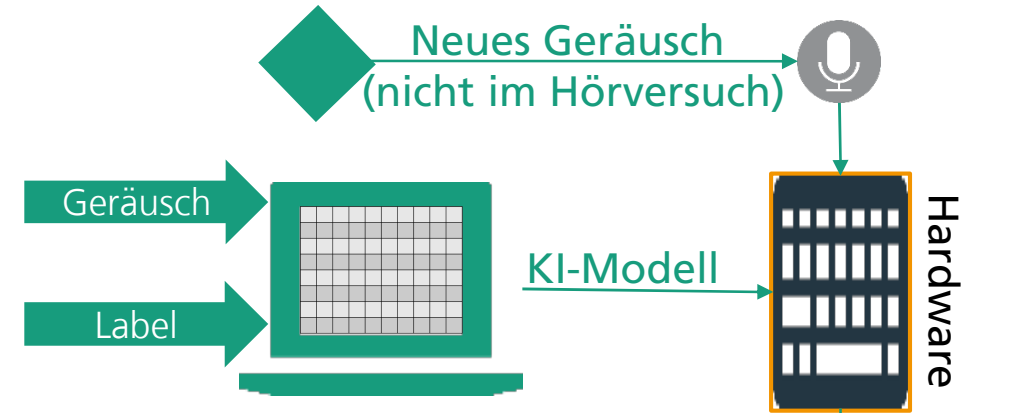 Neues Geräusch
(nicht im Hörversuch)
Geräusch
Label
KI-Modell
Hardware